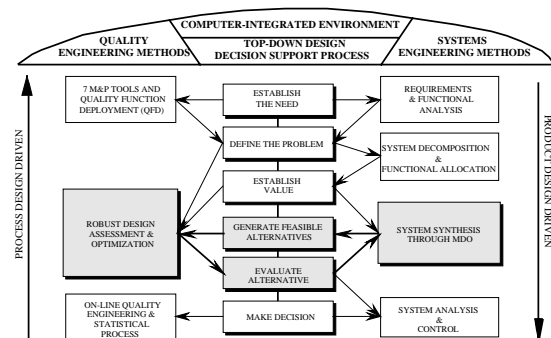 COMPUTER-INTEGRATED ENVIRONMENT
QUALITY
ENGINEERING METHODS
TOP-DOWN DESIGN
DECISION SUPPORT PROCESS
SYSTEMS
ENGINEERING METHODS
7 M&P TOOLS AND
QUALITY FUNCTION
DEPLOYMENT (QFD)
ESTABLISH
THE NEED
REQUIREMENTS
& FUNCTIONAL
ANALYSIS
DEFINE THE PROBLEM
SYSTEM DECOMPOSITION
&
FUNCTIONAL ALLOCATION
ESTABLISH
VALUE
ROBUST DESIGN
ASSESSMENT &
OPTIMIZATION
GENERATE FEASIBLE
ALTERNATIVES
SYSTEM SYNTHESIS
THROUGH MDO
EVALUATE
ALTERNATIVE
ON-LINE QUALITY
ENGINEERING &
STATISTICAL
PROCESS
MAKE DECISION
SYSTEM ANALYSIS
&
CONTROL
PROCESS DESIGN DRIVEN
PRODUCT DESIGN DRIVEN